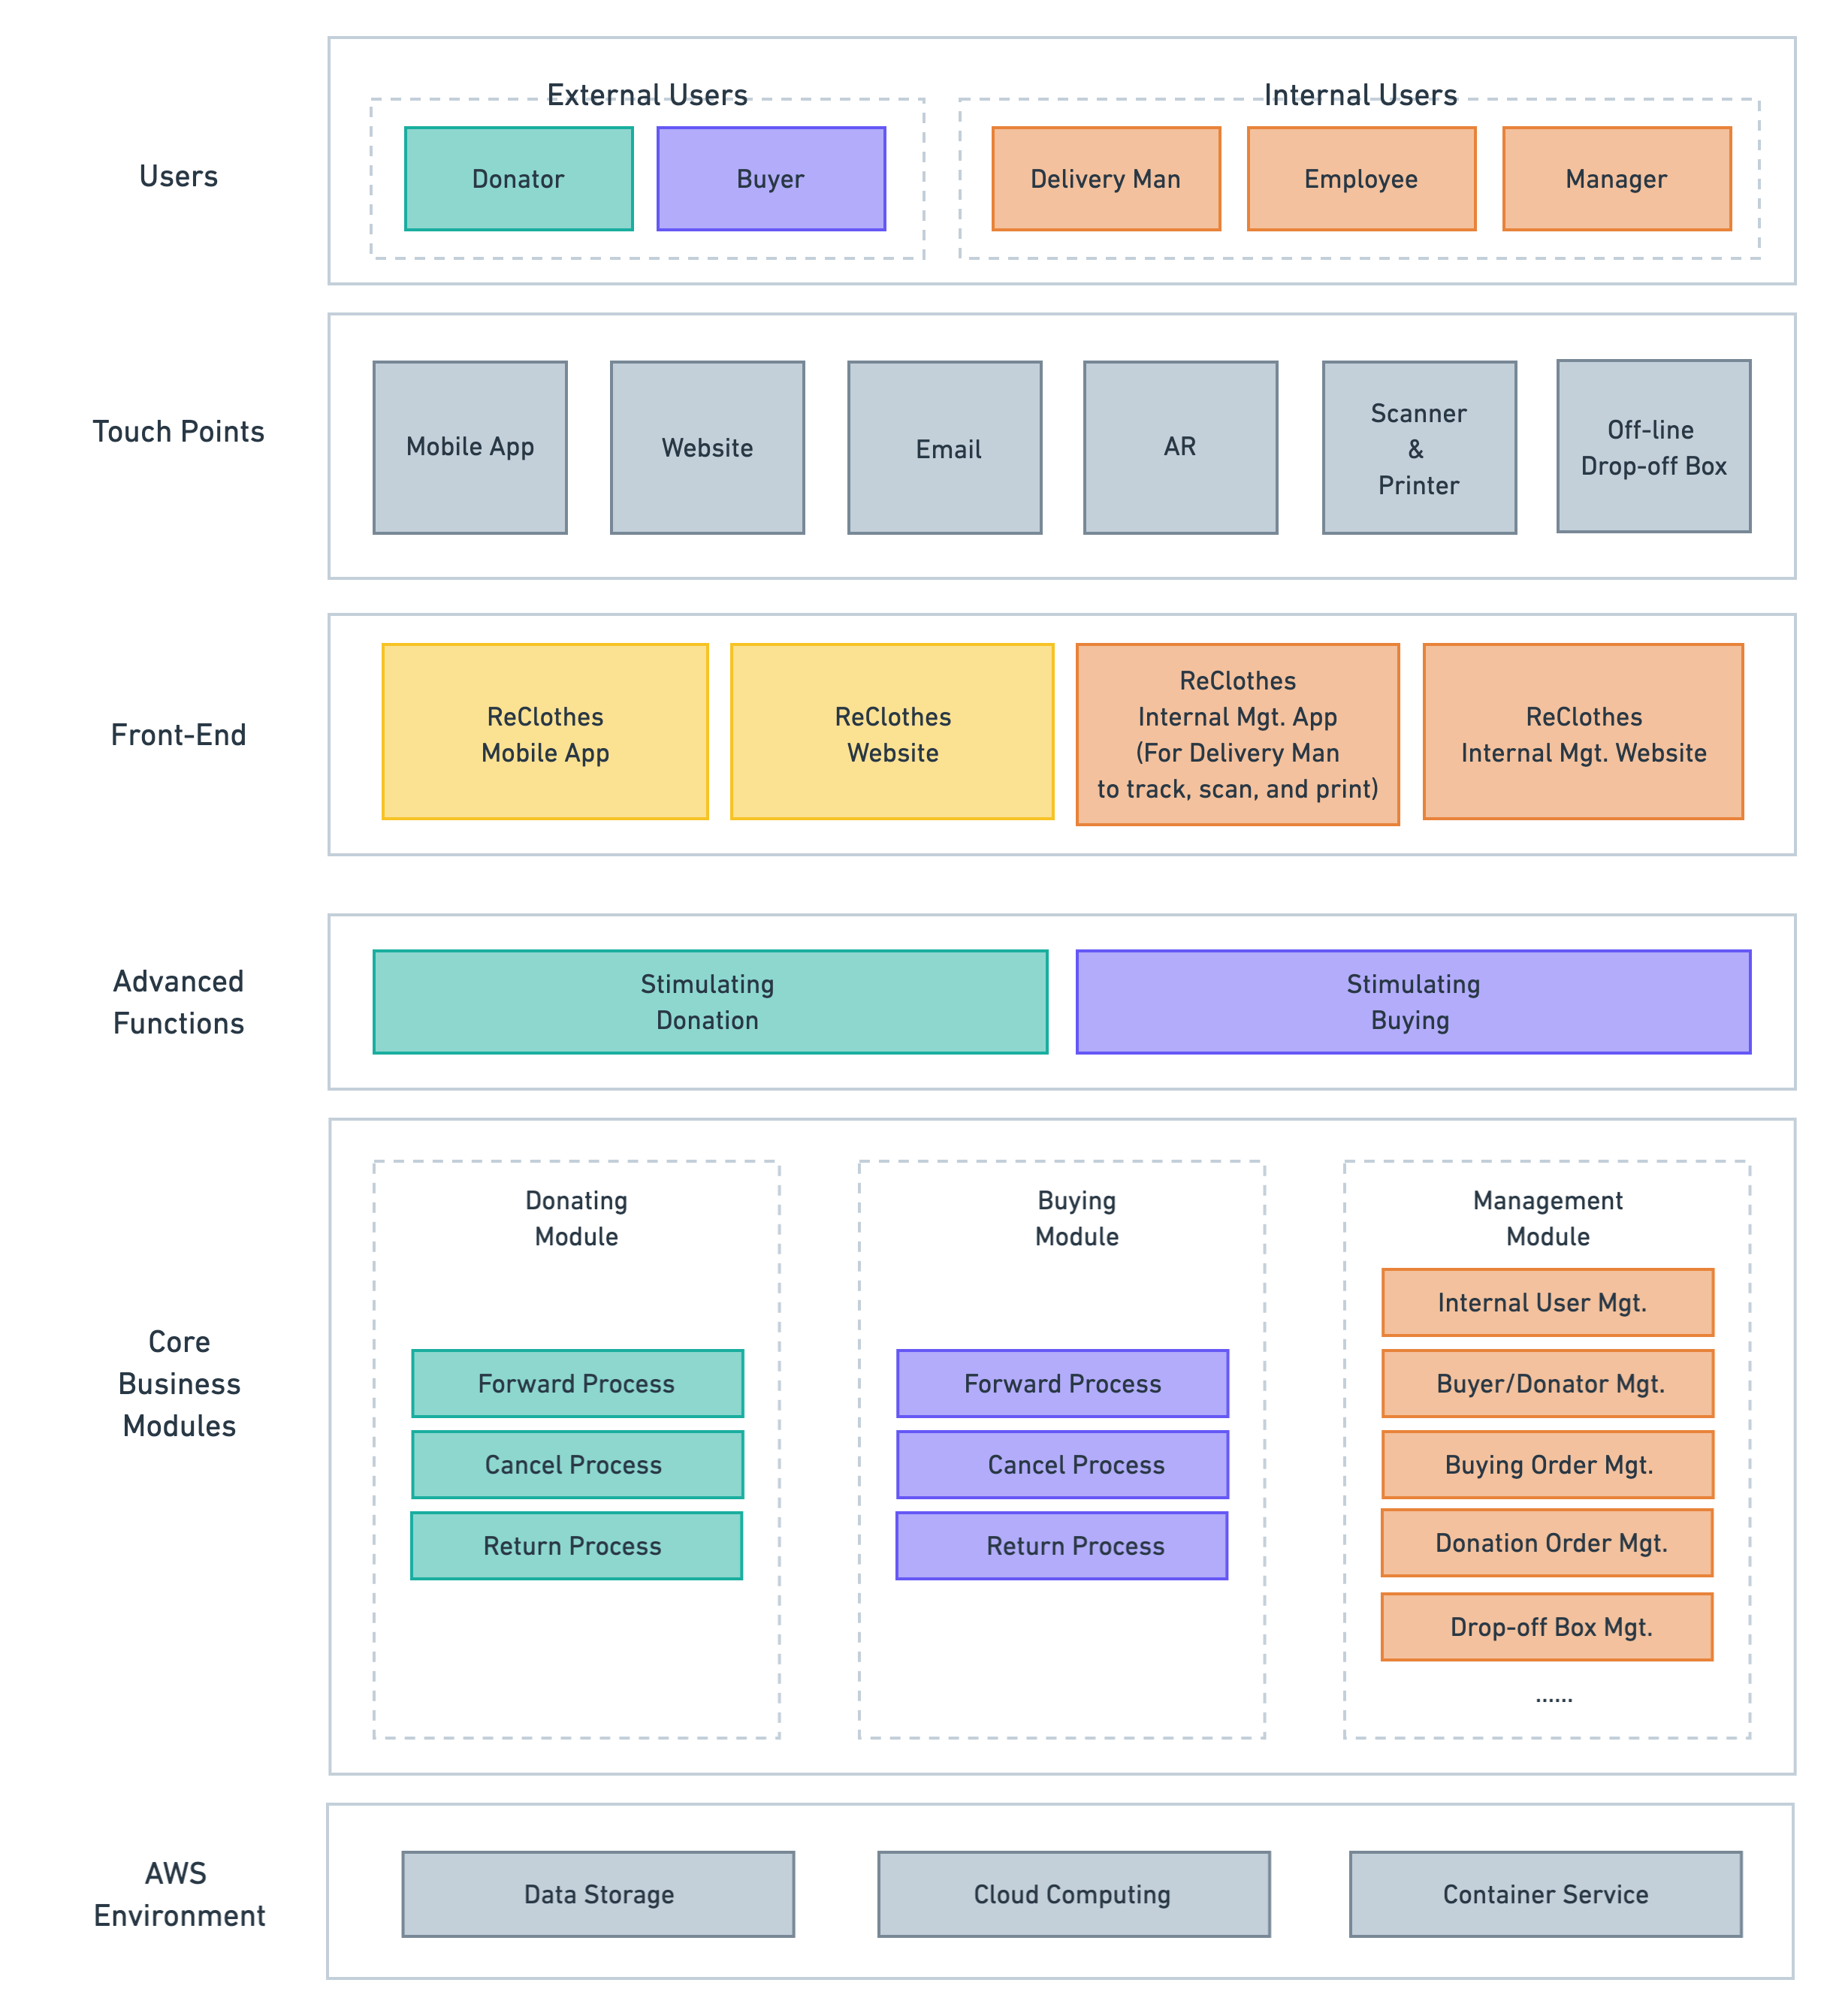 External Users
Internal Users
Users
Donator
Buyer
Delivery Man
Employee
Manager
Touch Points
Mobile App
Website
Email
AR
Scanner
&
Printer
Off-line
Drop-off Box
Front-End
ReClothes
Mobile App
ReClothes
Website
ReClothes
Internal Mgt. App
(For Delivery Man
to track, scan, and print)
ReClothes
Internal Mgt. Website
Advanced
Functions
Stimulating
Donation
Stimulating
Buying
Core
Business
Modules
Donating
Module
Forward Process
Cancel Process
Return Process
Buying
Module
Forward Process
Cancel Process
Return Process
Management
Module
Internal User Mgt.
Buyer/Donator Mgt.
Buying Order Mgt.
Donation Order Mgt.
Drop-off Box Mgt.
......
AWS
Environment
Data Storage
Cloud Computing
Container Service